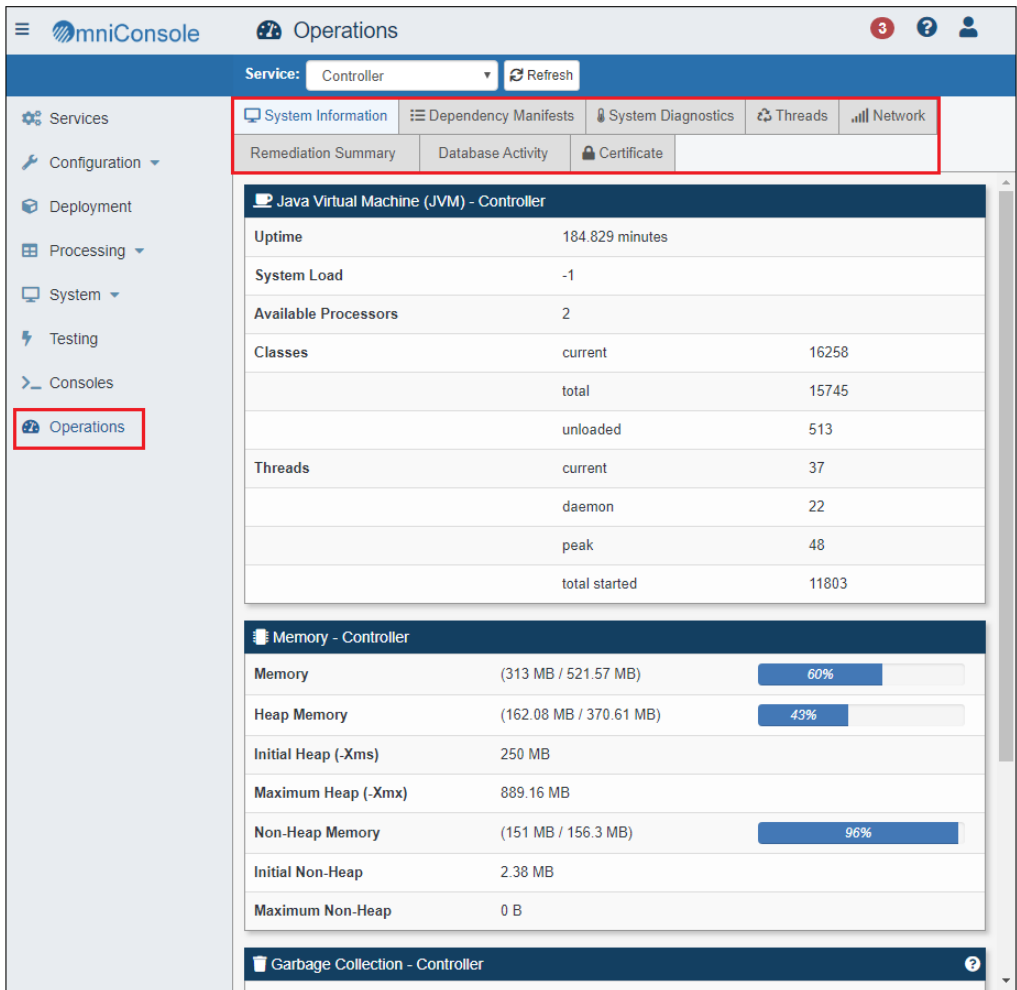 OmniConsole Operations 3
Service: Controller Refresh
Services
Configuration
Deployment
Processing
System
Testing
Consoles
Operations
System Information Dependency Manifests System Diagnostics Threads Network
Remediation Summary Database Activity Certificate
Java Virtual Machine (JVM) - Controller
Uptime 184.829 minutes
System Load -1
Available Processors 2
Classes current 16258
total 15745
unloaded 513
Threads current 37
daemon 22
peak 48
total started 11803
Memory - Controller
Memory (313 MB / 521.57 MB) 60%
Heap Memory (162.08 MB / 370.61 MB) 43%
Initial Heap (-Xms) 250 MB
Maximum Heap (-Xmx) 889.16 MB
Non-Heap Memory (151 MB / 156.3 MB) 96%
Initial Non-Heap 2.38 MB
Maximum Non-Heap 0 B
Garbage Collection - Controller